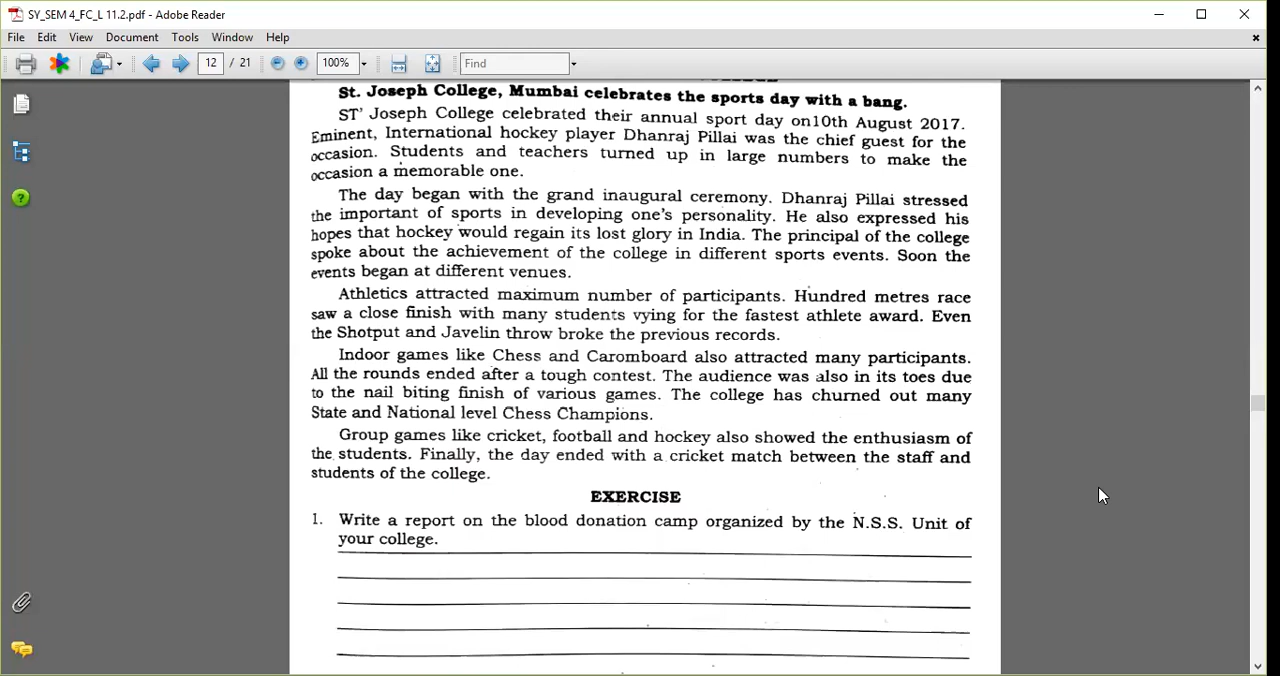 SY_SEM 4_FC_L 11.2.pdf - Adobe Reader
File Edit View Document Tools Window Help
12 / 21 100% Find
St. Joseph College, Mumbai celebrates the sports day with a bang.
ST' Joseph College celebrated their annual sport day on10th August 2017.
Eminent, International hockey player Dhanraj Pillai was the chief guest for the
occasion. Students and teachers turned up in large numbers to make the
occasion a memorable one.
The day began with the grand inaugural ceremony. Dhanraj Pillai stressed
the important of sports in developing one's personality. He also expressed his
hopes that hockey would regain its lost glory in India. The principal of the college
spoke about the achievement of the college in different sports events. Soon the
events began at different venues.
Athletics attracted maximum number of participants. Hundred metres race
saw a close finish with many students vying for the fastest athlete award. Even
the Shotput and Javelin throw broke the previous records.
Indoor games like Chess and Caromboard also attracted many participants.
All the rounds ended after a tough contest. The audience was also in its toes due
to the nail biting finish of various games. The college has churned out many
State and National level Chess Champions.
Group games like cricket, football and hockey also showed the enthusiasm of
the students. Finally, the day ended with a cricket match between the staff and
students of the college.
EXERCISE
1. Write a report on the blood donation camp organized by the N.S.S. Unit of
your college.